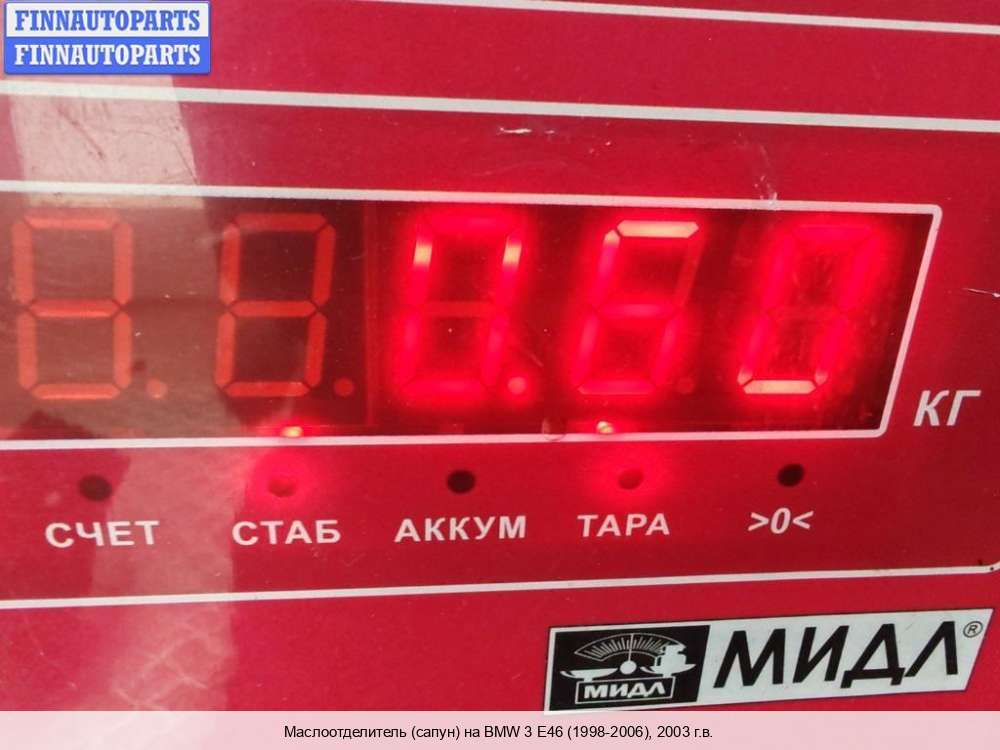 FINNAUTOPARTS
FINNAUTOPARTS
0.60
КГ
СЧЕТ СТАБ АККУМ ТАРА >0<
МИДЛ МИДЛ®
Маслоотделитель (сапун) на BMW 3 E46 (1998-2006), 2003 г.в.